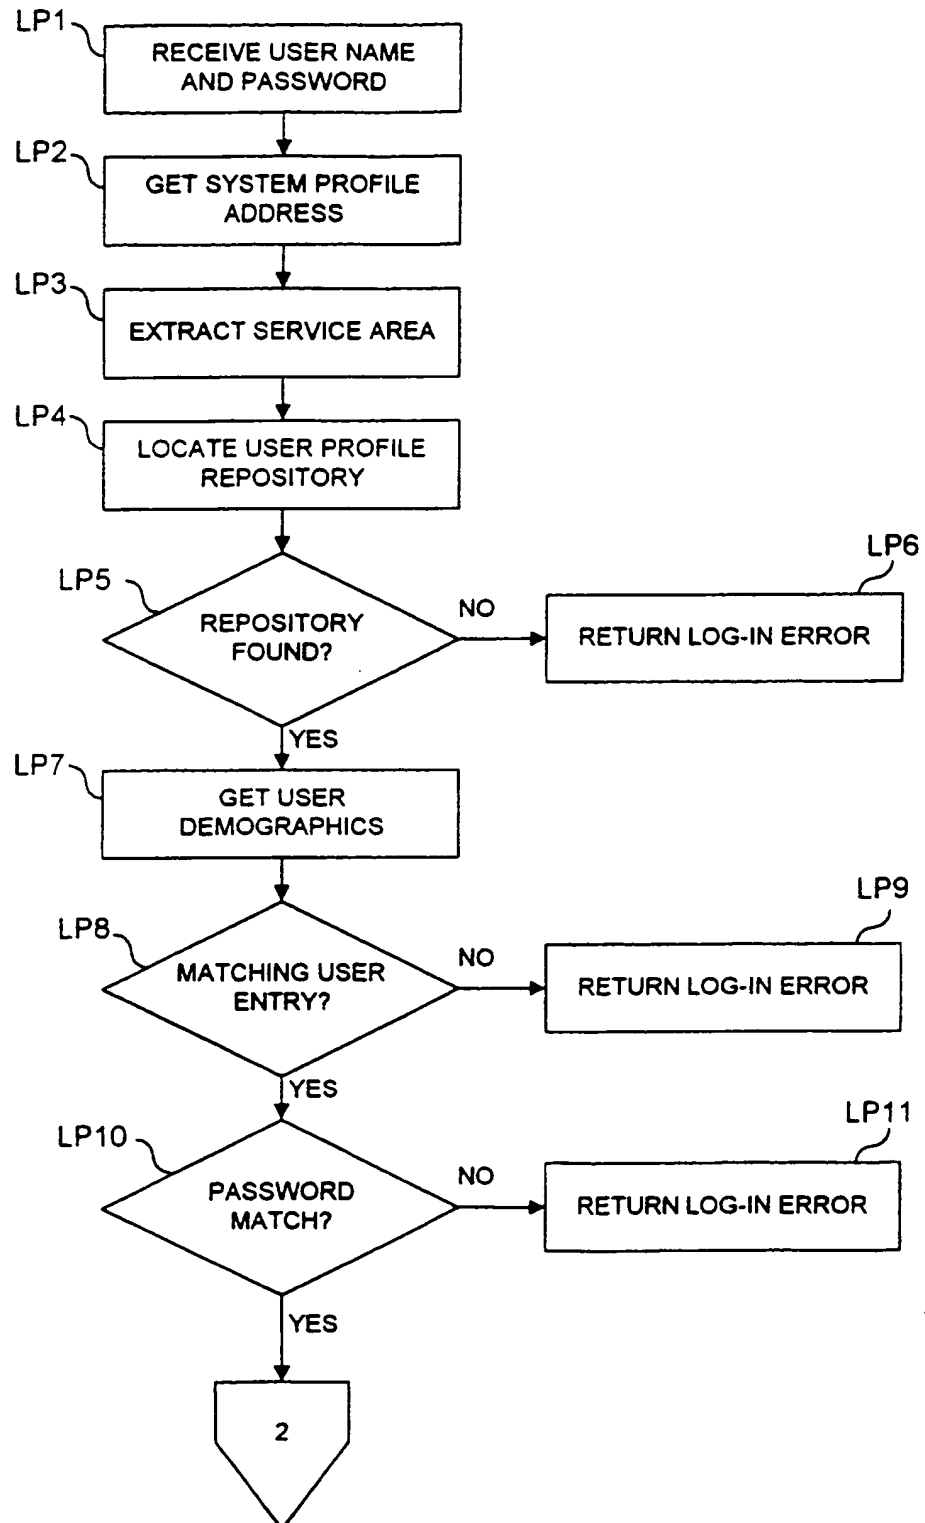 LP1
RECEIVE USER NAME
AND PASSWORD
LP2
GET SYSTEM PROFILE
ADDRESS
LP3
EXTRACT SERVICE AREA
LP4
LOCATE USER PROFILE
REPOSITORY
LP5
REPOSITORY
FOUND?
NO
LP6
RETURN LOG-IN ERROR
YES
LP7
GET USER
DEMOGRAPHICS
LP8
MATCHING USER
ENTRY?
NO
LP9
RETURN LOG-IN ERROR
YES
LP10
PASSWORD
MATCH?
NO
LP11
RETURN LOG-IN ERROR
YES
2